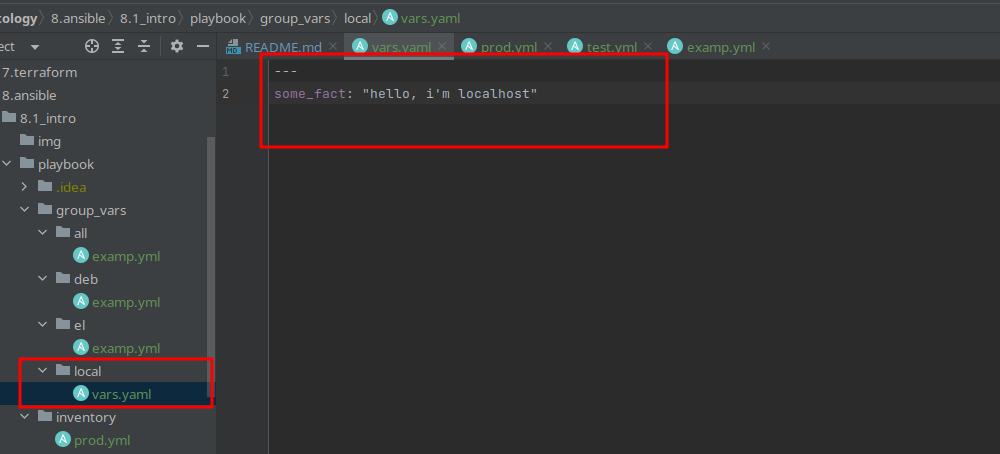 ology 8.ansible 8.1_intro playbook group_vars local vars.yaml
ect README.md vars.yaml prod.yml test.yml examp.yml
7.terraform
8.ansible
8.1_intro
img
playbook
.idea
group_vars
all
examp.yml
deb
examp.yml
el
examp.yml
local
vars.yaml
inventory
prod.yml
1 ---
2 some_fact: "hello, i'm localhost"